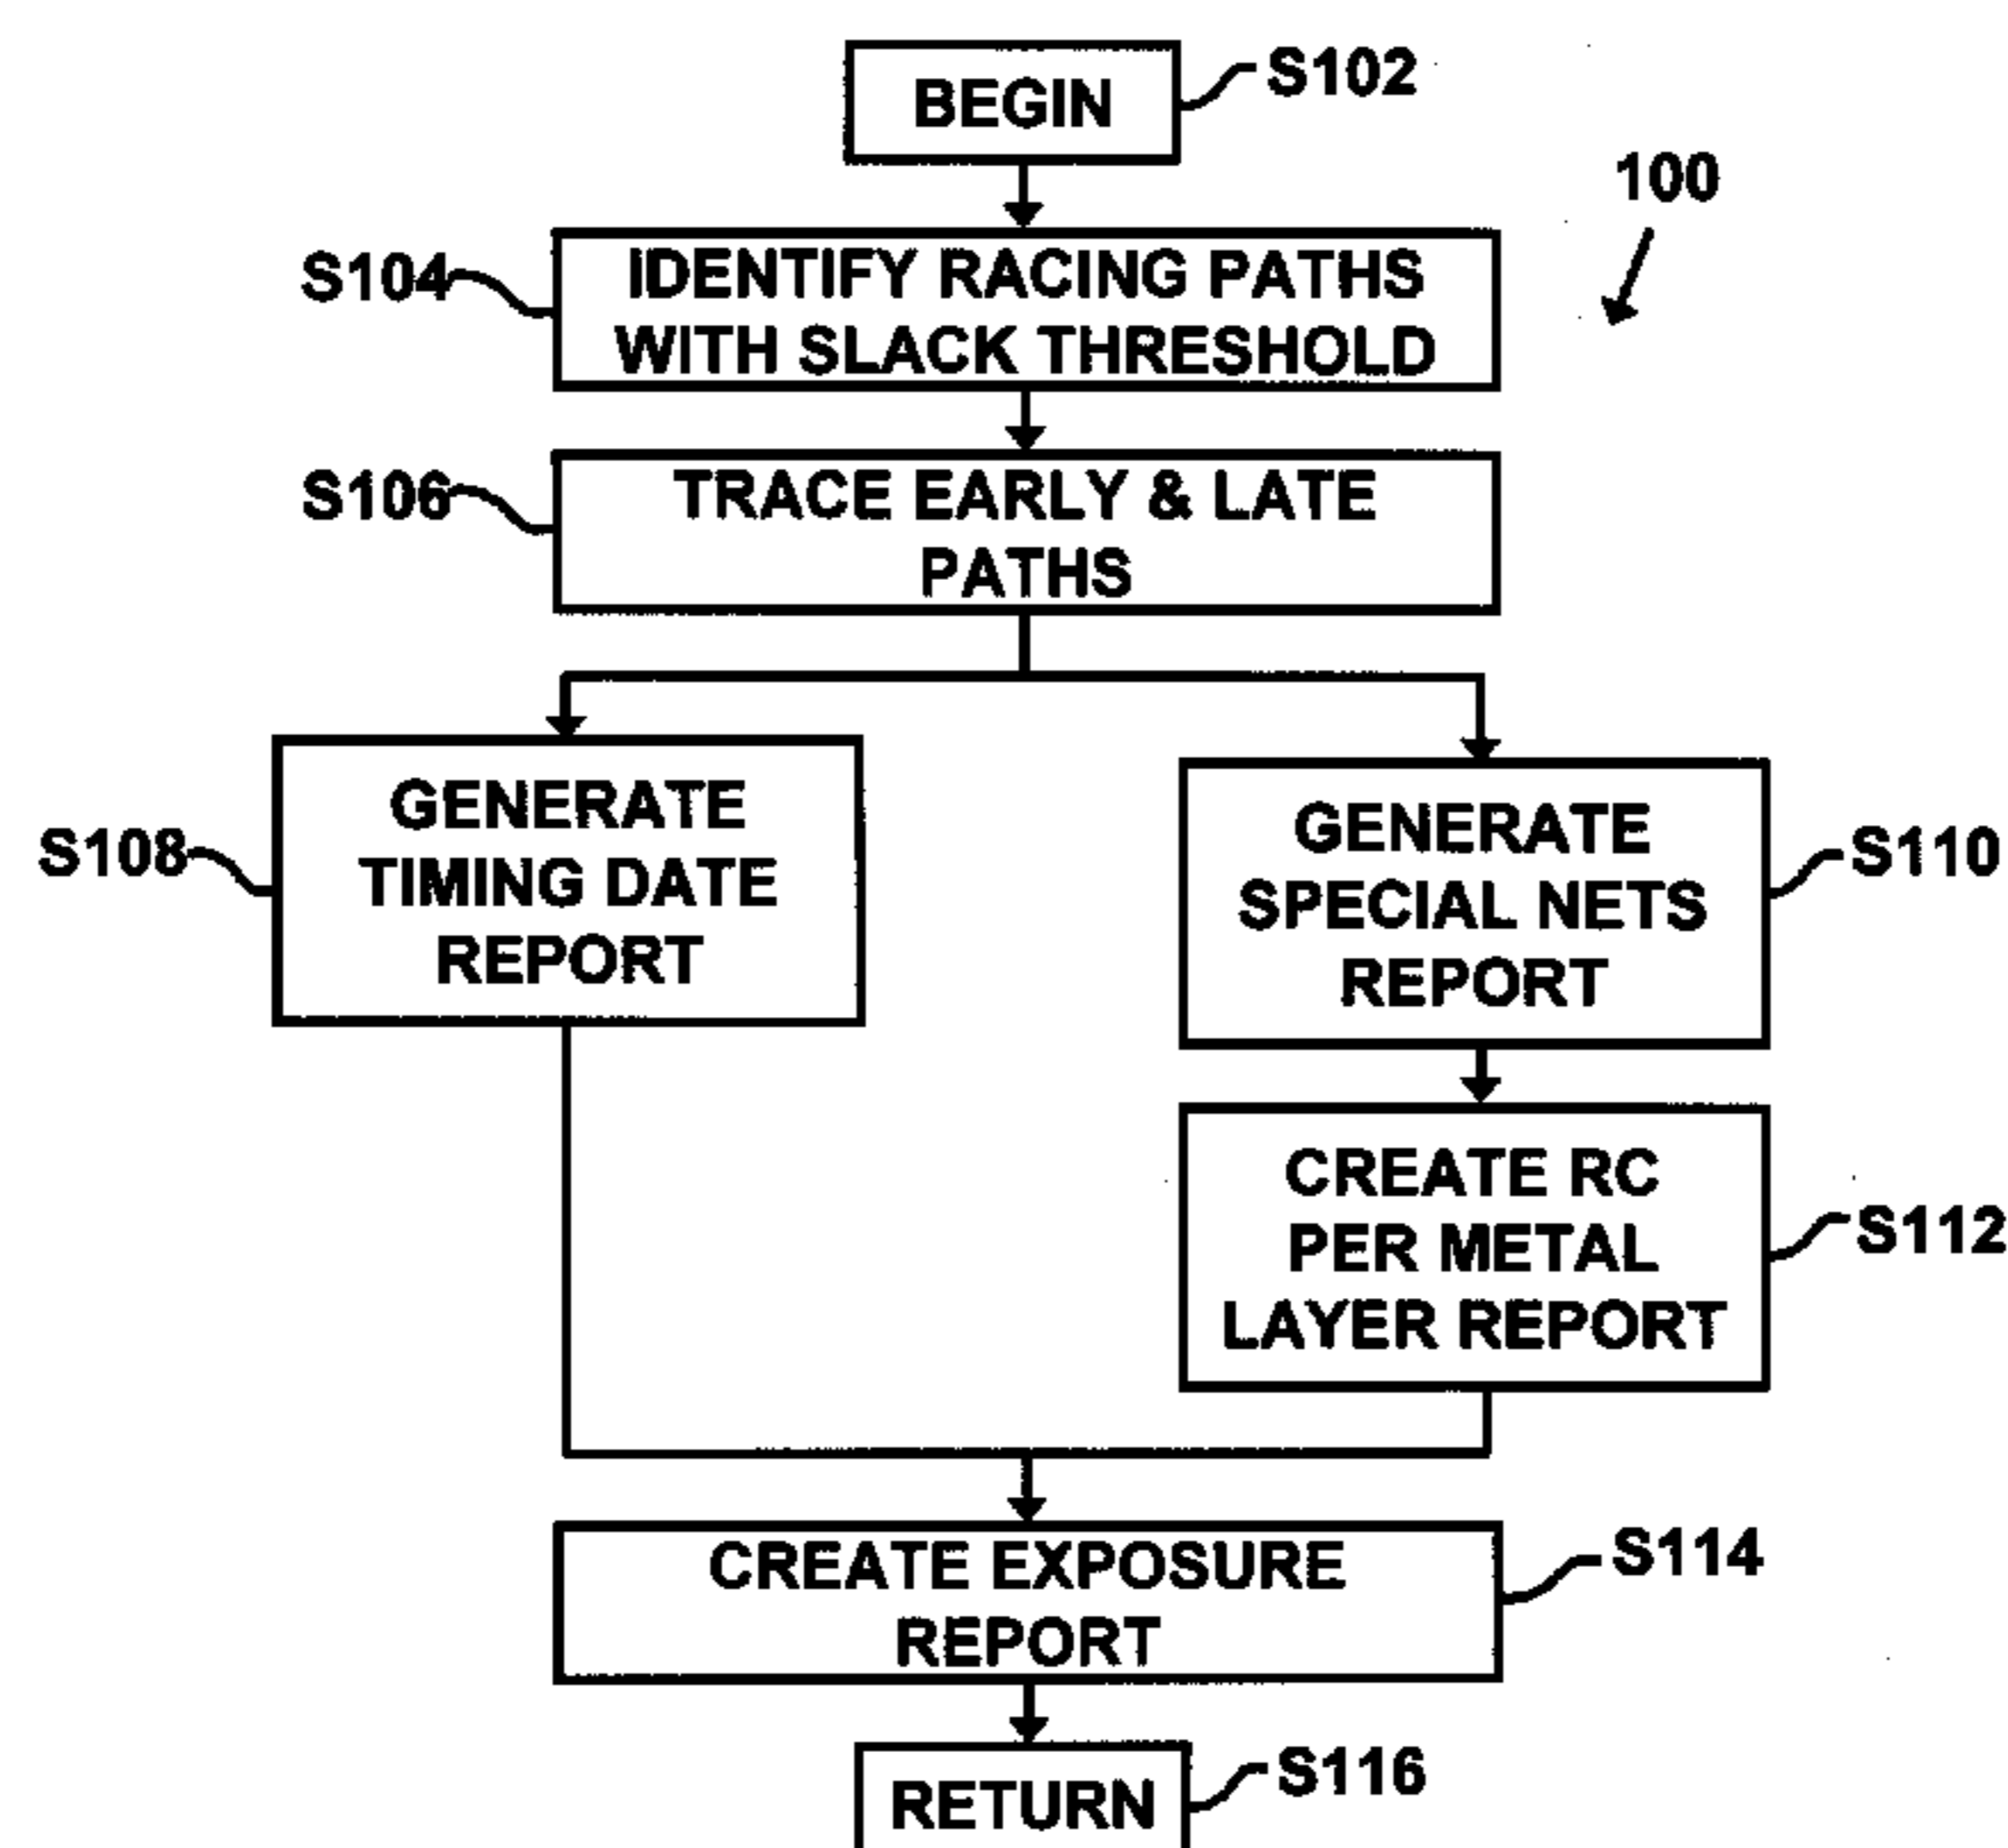 BEGIN
S102
100
S104
IDENTIFY RACING PATHS
WITH SLACK THRESHOLD
S106
TRACE EARLY & LATE
PATHS
S108
GENERATE
TIMING DATE
REPORT
GENERATE
SPECIAL NETS
REPORT
S110
CREATE RC
PER METAL
LAYER REPORT
S112
CREATE EXPOSURE
REPORT
S114
RETURN
S116